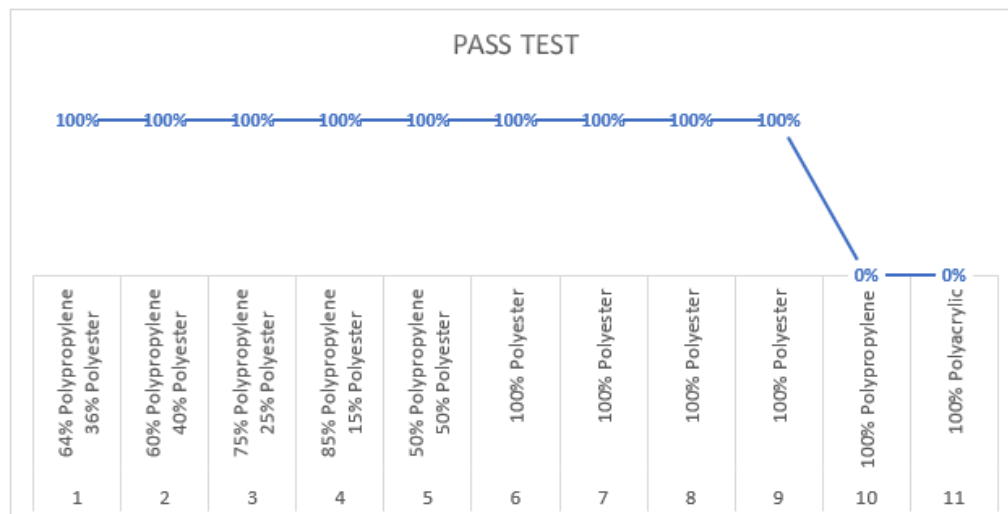 PASS TEST
100% 100% 100% 100% 100% 100% 100% 100% 100%
0% 0%
64% Polypropylene
36% Polyester
60% Polypropylene
40% Polyester
75% Polypropylene
25% Polyester
85% Polypropylene
15% Polyester
50% Polypropylene
50% Polyester
100% Polyester
100% Polyester
100% Polyester
100% Polyester
100% Polypropylene
100% Polyacrylic
1 2 3 4 5 6 7 8 9 10 11